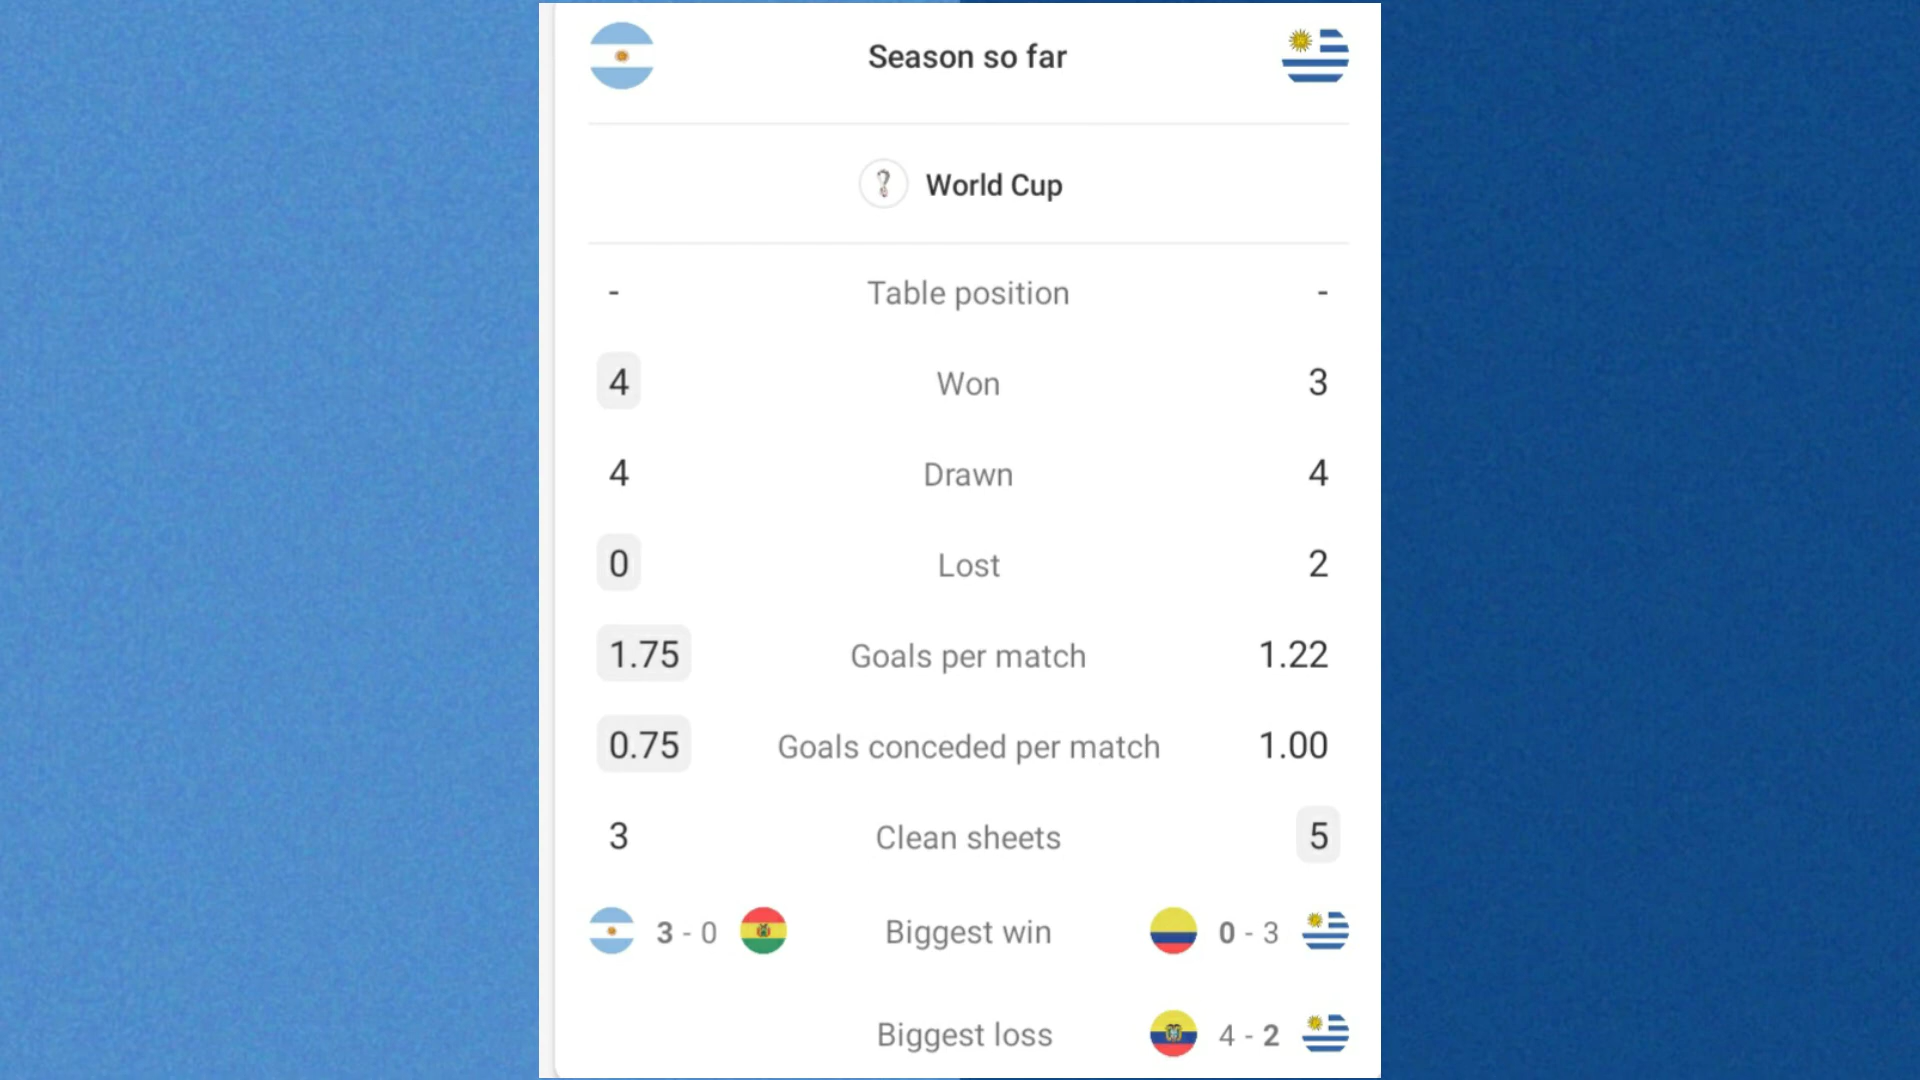 Season so far
World Cup
- Table position -
4 Won 3
4 Drawn 4
0 Lost 2
1.75 Goals per match 1.22
0.75 Goals conceded per match 1.00
3 Clean sheets 5
3 - 0 Biggest win 0 - 3
Biggest loss 4 - 2